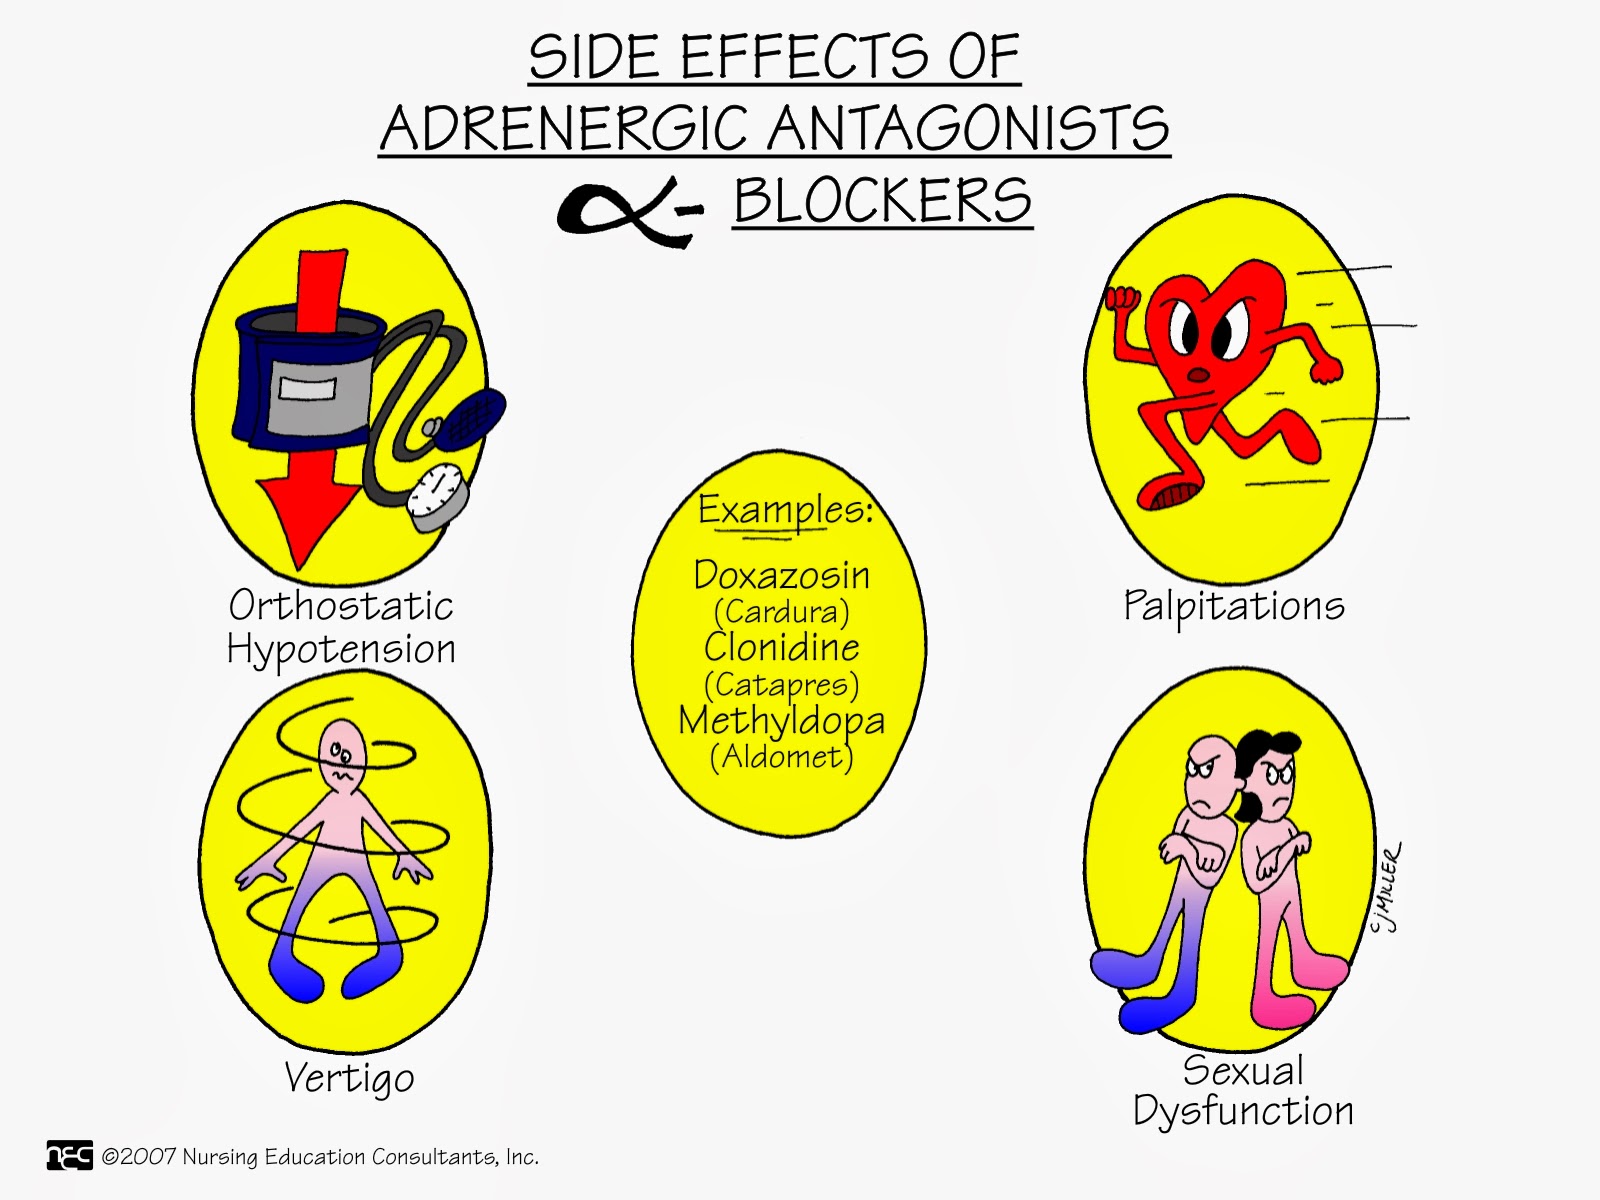 SIDE EFFECTS OF
ADRENERGIC ANTAGONISTS
α- BLOCKERS
Orthostatic
Hypotension
Palpitations
Examples:
Doxazosin
(Cardura)
Clonidine
(Catapres)
Methyldopa
(Aldomet)
Vertigo
Sexual
Dysfunction
CJMILLER
nec ©2007 Nursing Education Consultants, Inc.